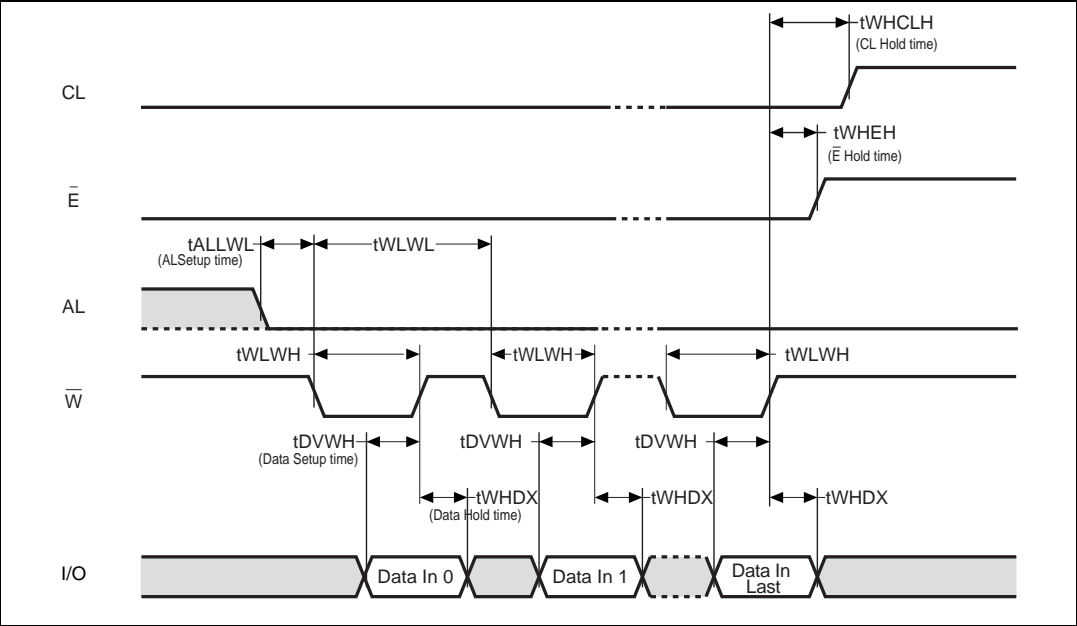 tWHCLH
(CL Hold time)
CL
tWHEH
(E̅ Hold time)
E̅
tALLWL
(ALSetup time)
tWLWL
AL
tWLWH
tWLWH
tWLWH
W̅
tDVWH
(Data Setup time)
tDVWH
tDVWH
tWHDX
(Data Hold time)
tWHDX
tWHDX
I/O
Data In 0
Data In 1
Data In
Last